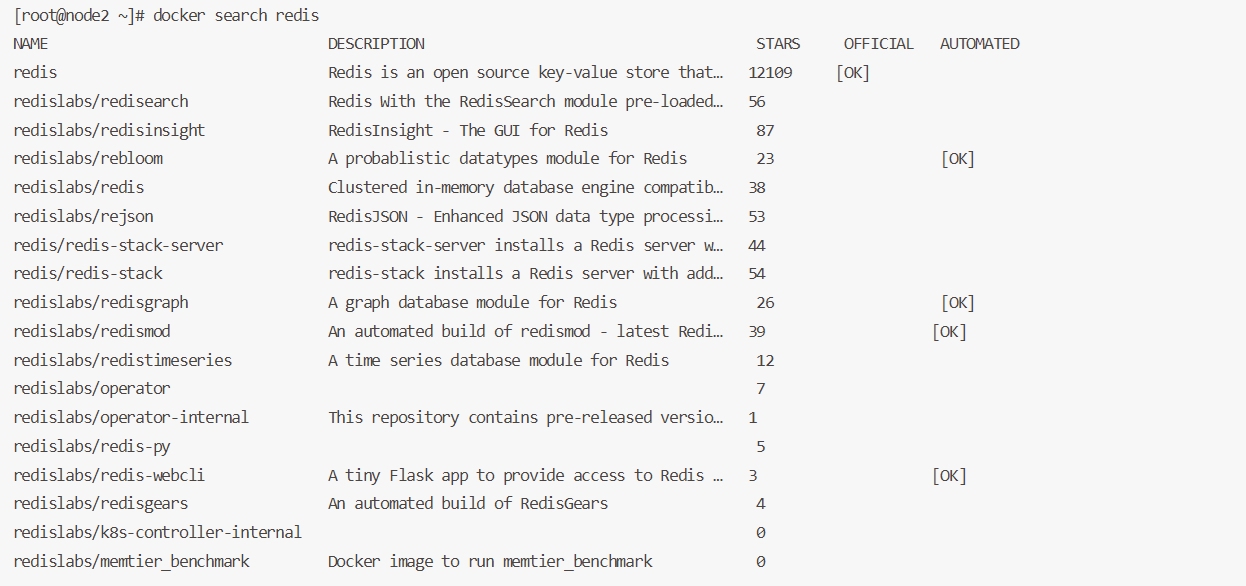 [root@node2 ~]# docker search redis
NAME                                DESCRIPTION                                      STARS     OFFICIAL   AUTOMATED
redis                               Redis is an open source key-value store that…   12109     [OK]
redislabs/redisearch                Redis With the RedisSearch module pre-loaded…   56
redislabs/redisinsight              RedisInsight - The GUI for Redis                 87
redislabs/rebloom                   A probablistic datatypes module for Redis        23                   [OK]
redislabs/redis                     Clustered in-memory database engine compatib…   38
redislabs/rejson                    RedisJSON - Enhanced JSON data type processi…   53
redis/redis-stack-server            redis-stack-server installs a Redis server w…   44
redis/redis-stack                   redis-stack installs a Redis server with add…   54
redislabs/redisgraph                A graph database module for Redis                26                   [OK]
redislabs/redismod                  An automated build of redismod - latest Redi…   39                   [OK]
redislabs/redistimeseries           A time series database module for Redis          12
redislabs/operator                                                                   7
redislabs/operator-internal         This repository contains pre-released versio…   1
redislabs/redis-py                                                                   5
redislabs/redis-webcli              A tiny Flask app to provide access to Redis …   3                    [OK]
redislabs/redisgears                An automated build of RedisGears                 4
redislabs/k8s-controller-internal                                                    0
redislabs/memtier_benchmark         Docker image to run memtier_benchmark            0